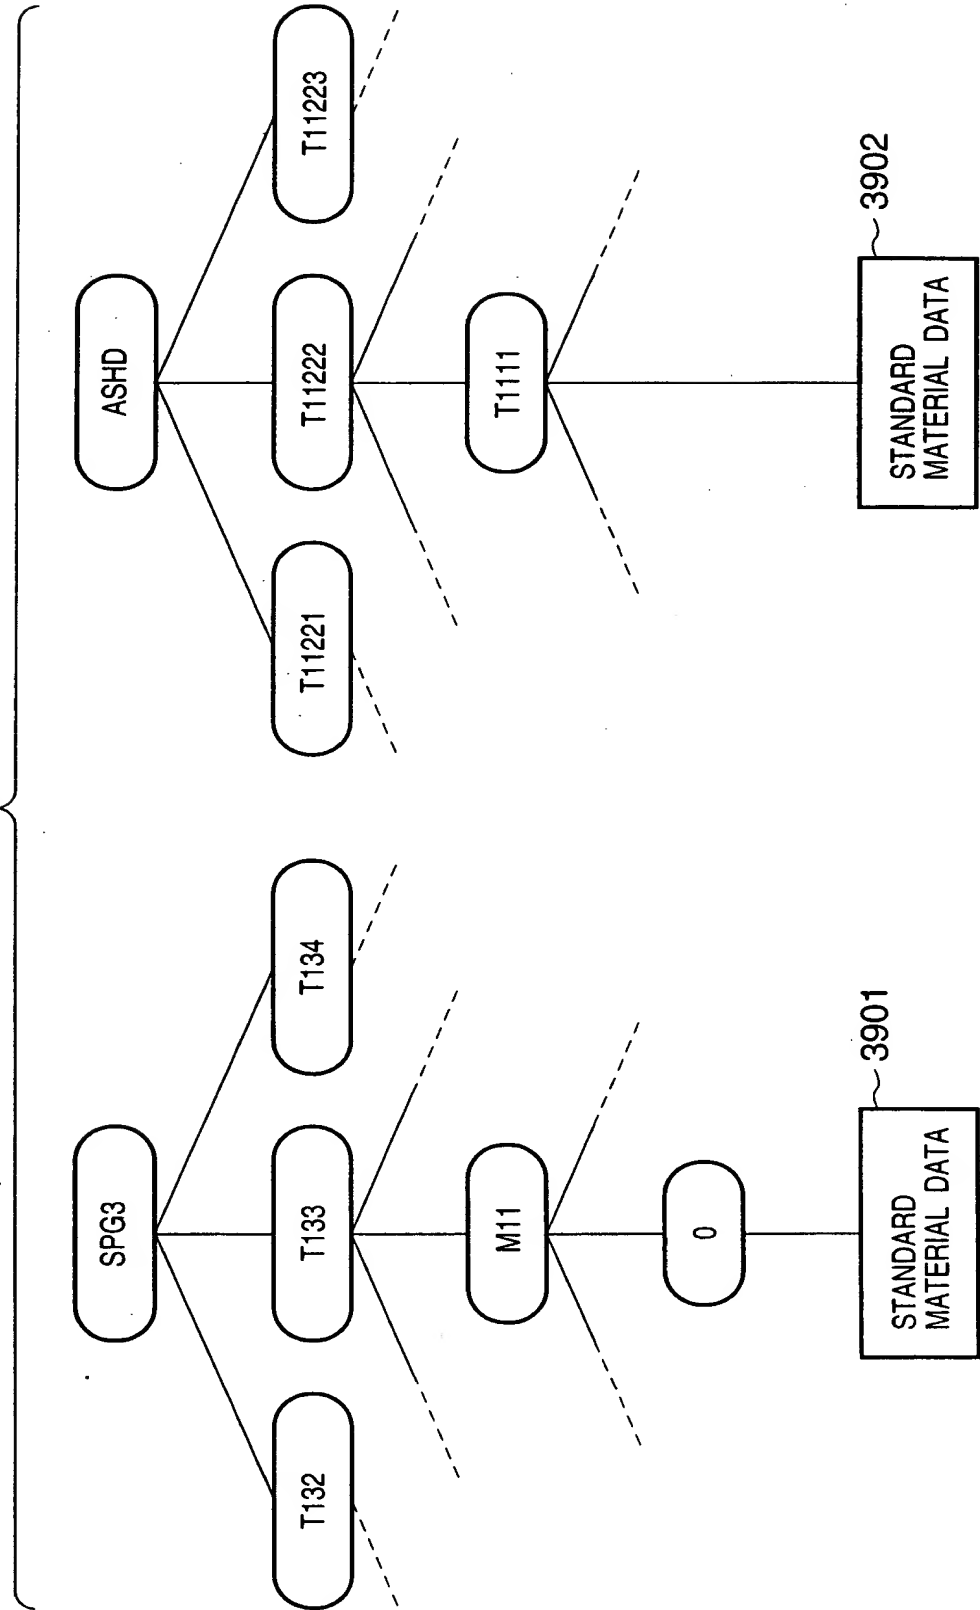 SPG3
T132
T133
T134
M11
0
STANDARD
MATERIAL DATA
3901
ASHD
T11221
T11222
T11223
T1111
STANDARD
MATERIAL DATA
3902